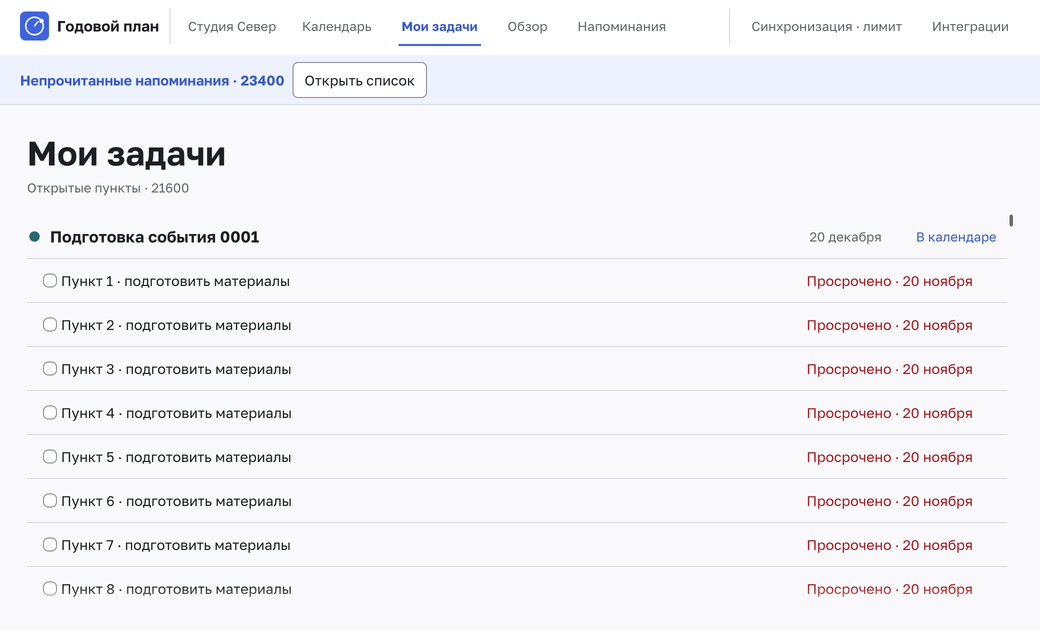 Годовой план
Студия Север
Календарь
Мои задачи
Обзор
Напоминания
Синхронизация · лимит
Интеграции
Непрочитанные напоминания · 23400
Открыть список
Мои задачи
Открытые пункты · 21600
Подготовка события 0001
20 декабря
В календаре
Пункт 1 · подготовить материалы
Просрочено · 20 ноября
Пункт 2 · подготовить материалы
Просрочено · 20 ноября
Пункт 3 · подготовить материалы
Просрочено · 20 ноября
Пункт 4 · подготовить материалы
Просрочено · 20 ноября
Пункт 5 · подготовить материалы
Просрочено · 20 ноября
Пункт 6 · подготовить материалы
Просрочено · 20 ноября
Пункт 7 · подготовить материалы
Просрочено · 20 ноября
Пункт 8 · подготовить материалы
Просрочено · 20 ноября